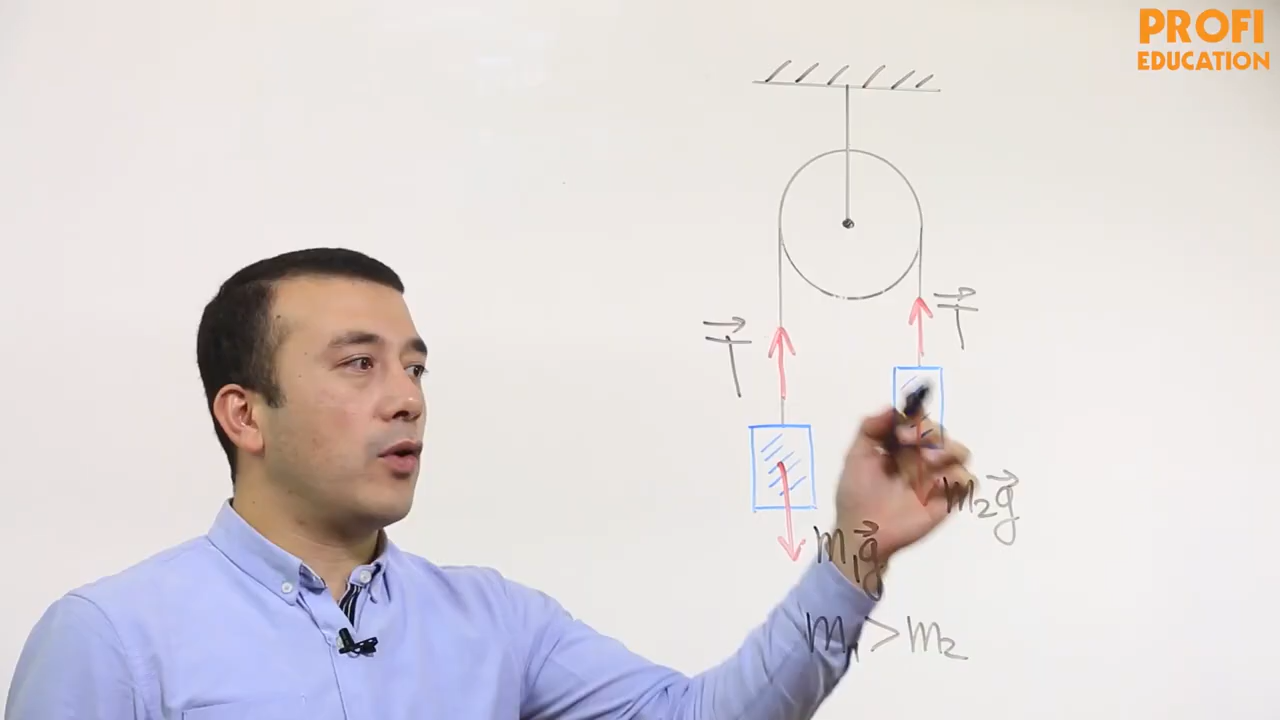 PROFI
EDUCATION
T
T
m₂g
m₁g
m₁ > m₂